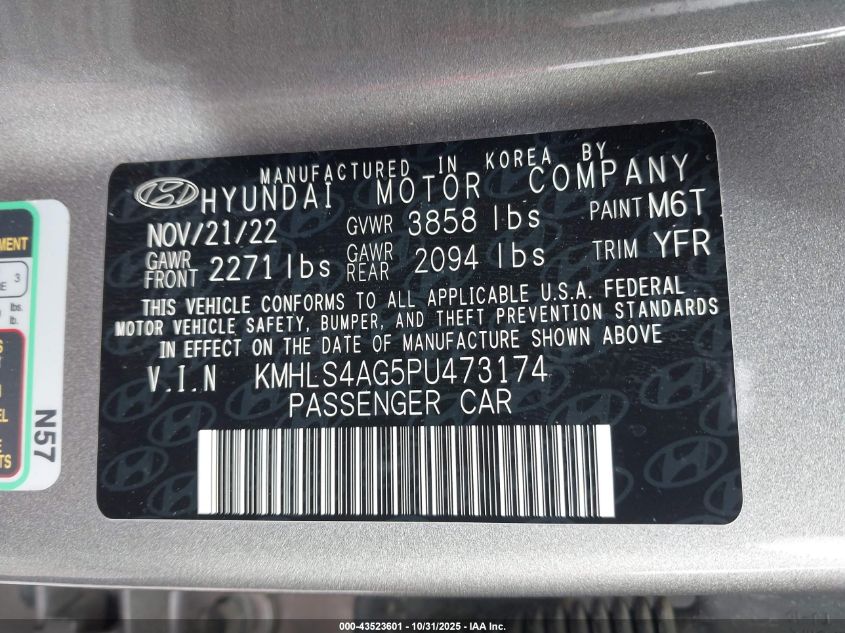 MANUFACTURED IN KOREA BY
HYUNDAI MOTOR COMPANY
NOV/21/22 GVWR 3858 lbs PAINT M6T
GAWR FRONT 2271 lbs GAWR REAR 2094 lbs TRIM YFR
THIS VEHICLE CONFORMS TO ALL APPLICABLE U.S.A. FEDERAL
MOTOR VEHICLE SAFETY, BUMPER, AND THEFT PREVENTION STANDARDS
IN EFFECT ON THE DATE OF MANUFACTURE SHOWN ABOVE
V.I.N KMHLS4AG5PU473174
PASSENGER CAR
3
lbs.
lb.
N57
000-43523601 - 10/31/2025 - IAA Inc.